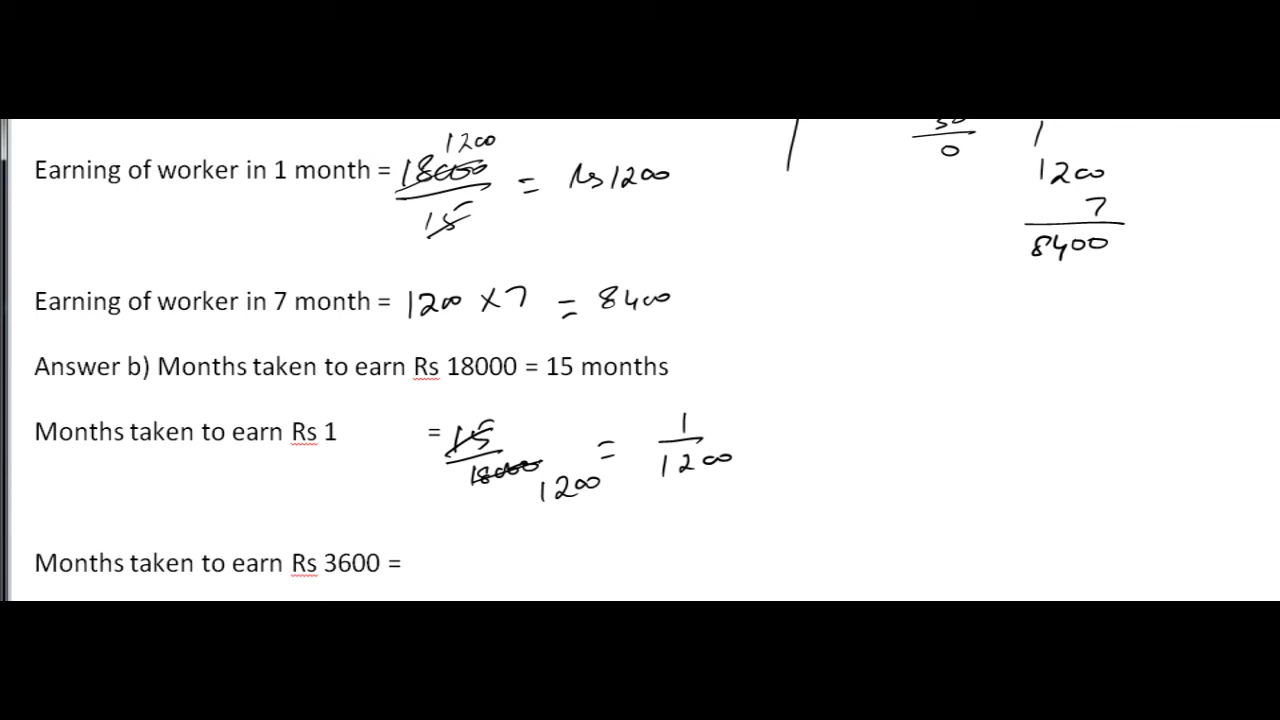 1200
Earning of worker in 1 month = 18000 = Rs 1200
15
0
1
1200
7
8400
Earning of worker in 7 month = 1200 × 7 = 8400
Answer b) Months taken to earn Rs 18000 = 15 months
Months taken to earn Rs 1 = 15 = 1
18000 1200
1200
Months taken to earn Rs 3600 =